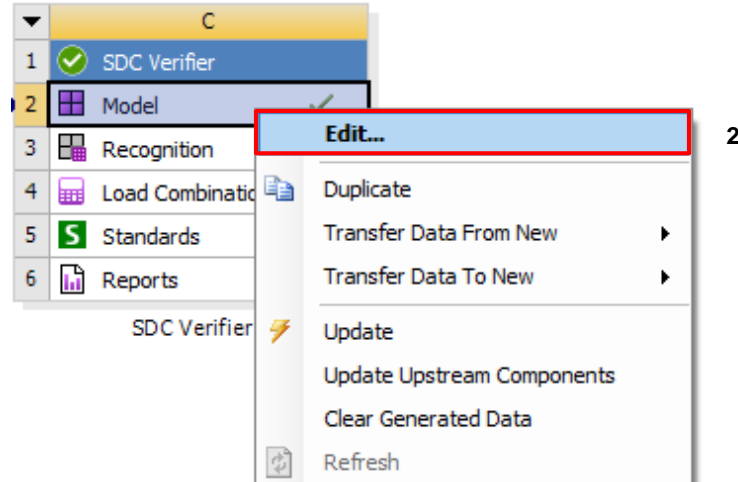 C
1 SDC Verifier
2 Model
3 Recognition
4 Load Combinatio
5 S Standards
6 Reports
SDC Verifier
Edit...
2
Duplicate
Transfer Data From New
Transfer Data To New
Update
Update Upstream Components
Clear Generated Data
Refresh